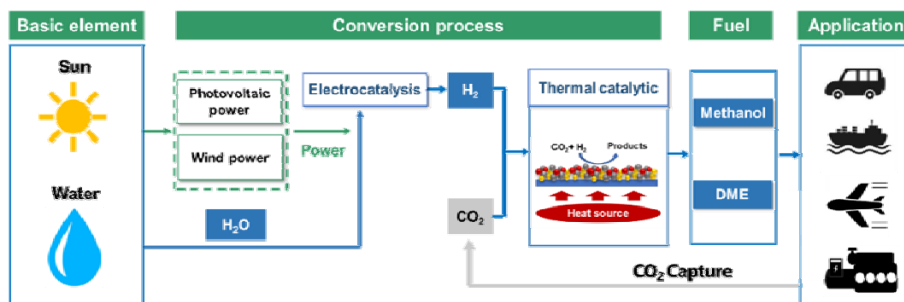 Basic element
Conversion process
Fuel
Application
Sun
Water
Photovoltaic
power
Wind power
Power
H₂O
Electrocatalysis
H₂
CO₂
Thermal catalytic
CO₂+ H₂
Products
Heat source
Methanol
DME
CO₂ Capture